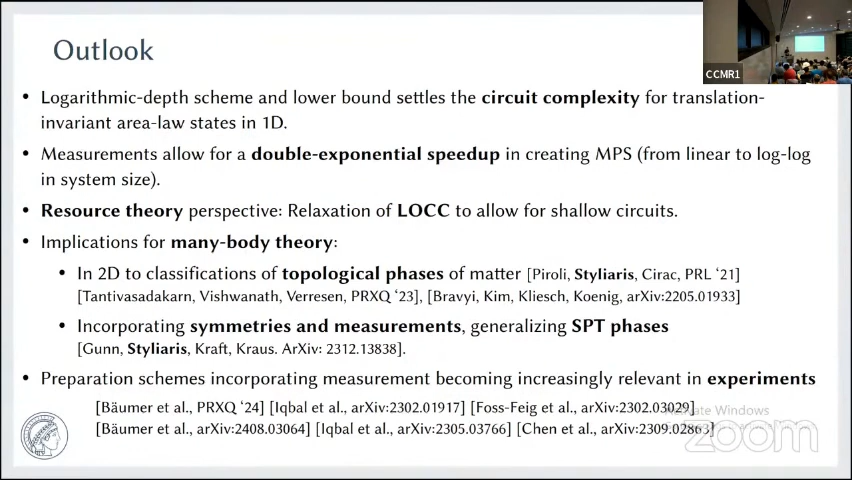 Outlook
CCMR1
• Logarithmic-depth scheme and lower bound settles the circuit complexity for translation-
invariant area-law states in 1D.
• Measurements allow for a double-exponential speedup in creating MPS (from linear to log-log
in system size).
• Resource theory perspective: Relaxation of LOCC to allow for shallow circuits.
• Implications for many-body theory:
• In 2D to classifications of topological phases of matter [Piroli, Styliaris, Cirac, PRL ‘21]
[Tantivasadakarn, Vishwanath, Verresen, PRXQ ‘23], [Bravyi, Kim, Kliesch, Koenig, arXiv:2205.01933]
• Incorporating symmetries and measurements, generalizing SPT phases
[Gunn, Styliaris, Kraft, Kraus. ArXiv: 2312.13838].
• Preparation schemes incorporating measurement becoming increasingly relevant in experiments
[Bäumer et al., PRXQ ‘24] [Iqbal et al., arXiv:2302.01917] [Foss-Feig et al., arXiv:2302.03029]
[Bäumer et al., arXiv:2408.03064] [Iqbal et al., arXiv:2305.03766] [Chen et al., arXiv:2309.02863]
Activate Windows
zoom